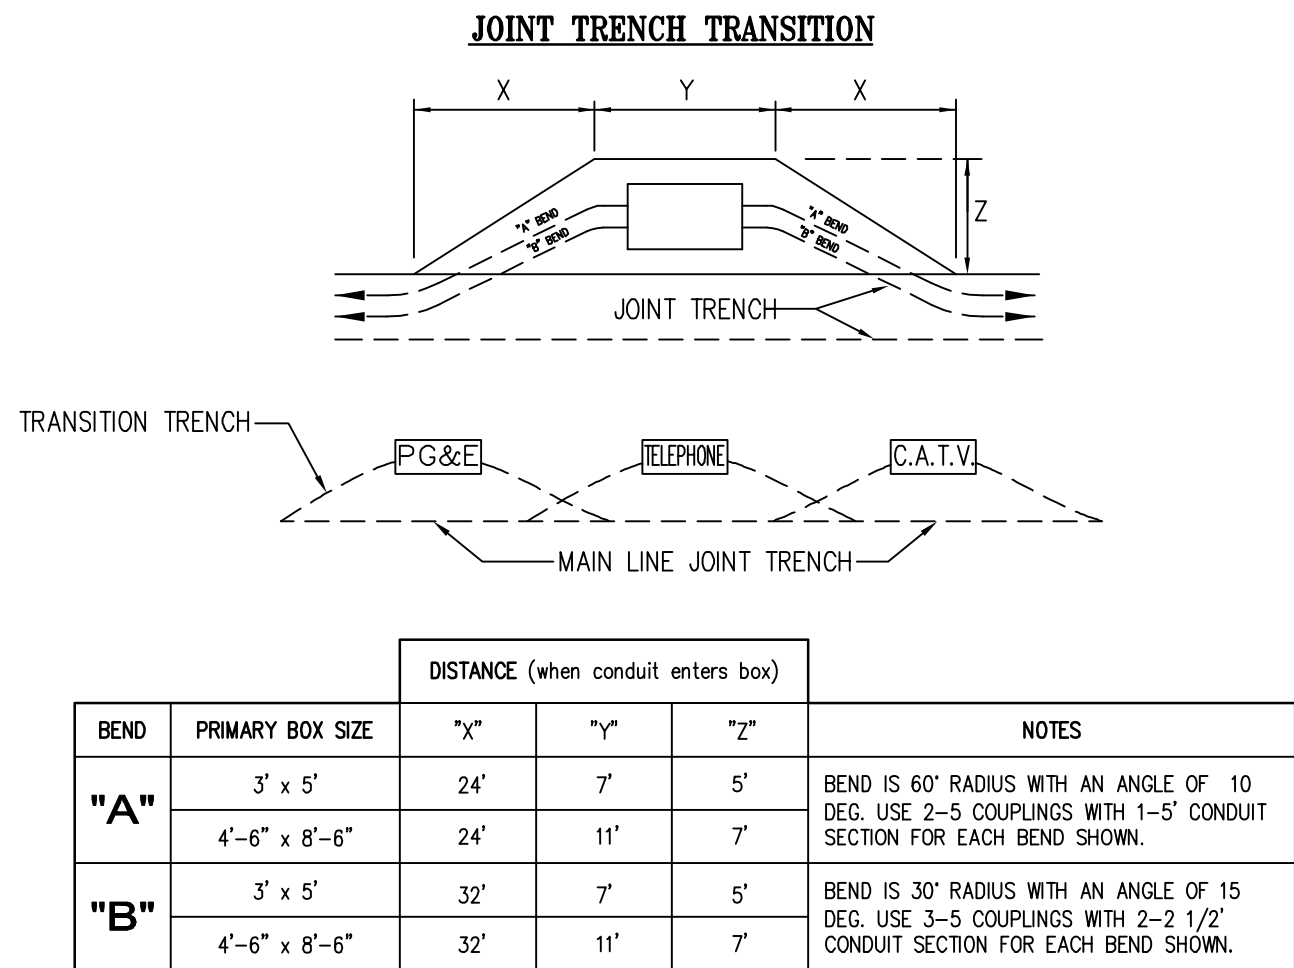 JOINT TRENCH TRANSITION
X
Y
X
Z
"A" BEND
"B" BEND
"A" BEND
"B" BEND
JOINT TRENCH
TRANSITION TRENCH
PG&E
TELEPHONE
C.A.T.V.
MAIN LINE JOINT TRENCH
DISTANCE (when conduit enters box)
BEND
PRIMARY BOX SIZE
"X"
"Y"
"Z"
NOTES
"A"
3' x 5'
24'
7'
5'
4'-6" x 8'-6"
24'
11'
7'
BEND IS 60° RADIUS WITH AN ANGLE OF 10
DEG. USE 2-5 COUPLINGS WITH 1-5' CONDUIT
SECTION FOR EACH BEND SHOWN.
"B"
3' x 5'
32'
7'
5'
4'-6" x 8'-6"
32'
11'
7'
BEND IS 30° RADIUS WITH AN ANGLE OF 15
DEG. USE 3-5 COUPLINGS WITH 2-2 1/2'
CONDUIT SECTION FOR EACH BEND SHOWN.